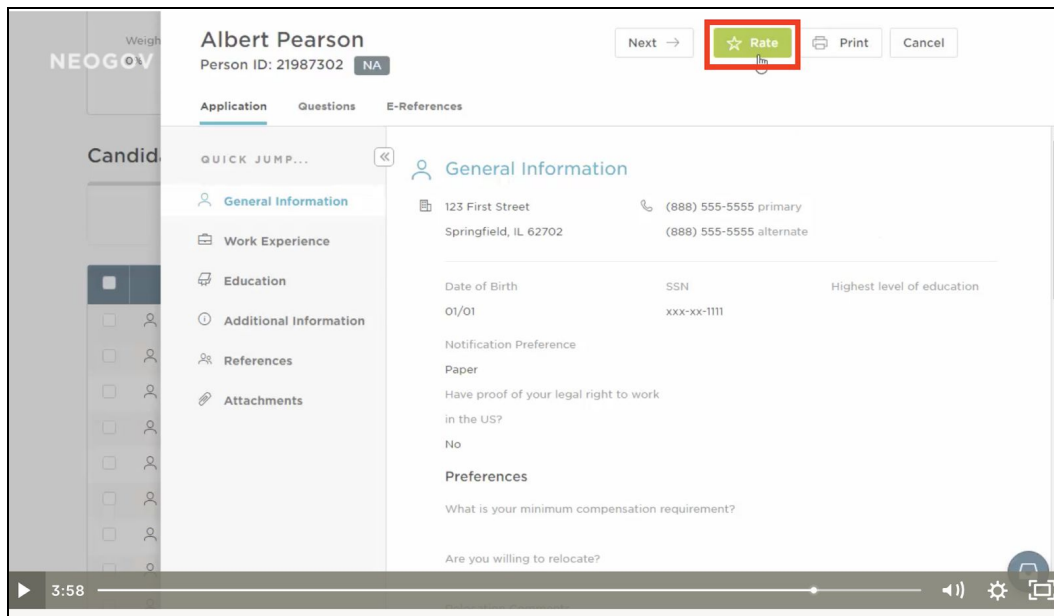 Weigh
0%
NEOGOV
Albert Pearson
Person ID: 21987302 NA
Next → Rate Print Cancel
Application Questions E-References
Candid
QUICK JUMP...
General Information
Work Experience
Education
Additional Information
References
Attachments
General Information
123 First Street
Springfield, IL 62702
(888) 555-5555 primary
(888) 555-5555 alternate
Date of Birth
01/01
SSN
xxx-xx-1111
Highest level of education
Notification Preference
Paper
Have proof of your legal right to work
in the US?
No
Preferences
What is your minimum compensation requirement?
Are you willing to relocate?
3:58